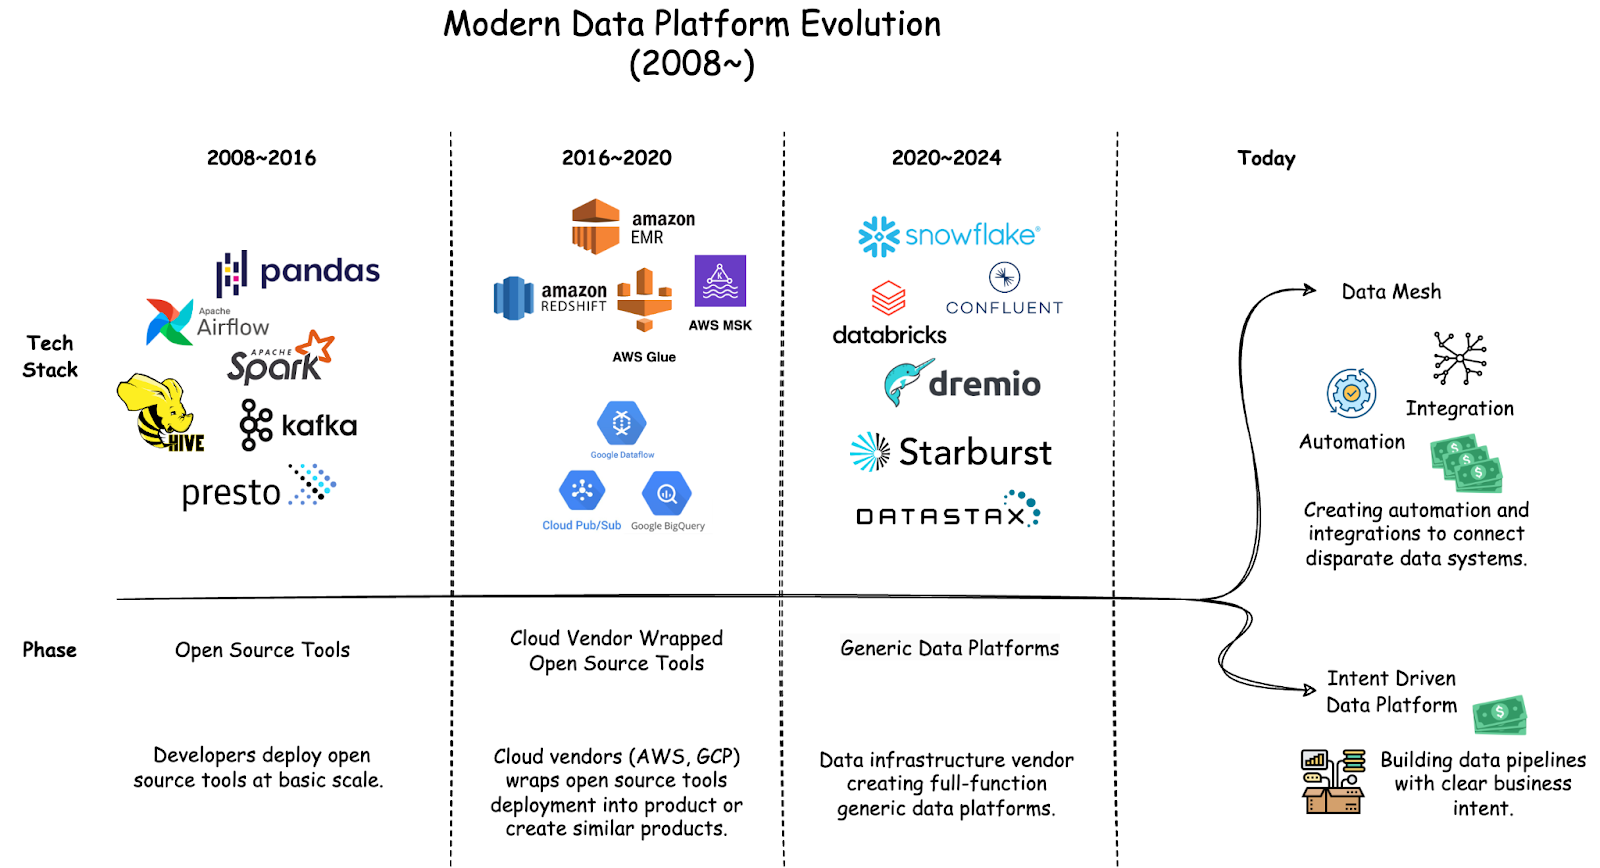 Modern Data Platform Evolution
(2008~)
2008~2016
2016~2020
2020~2024
Today
Tech
Stack
pandas
Apache
Airflow
APACHE
Spark
HIVE
kafka
presto
amazon
EMR
amazon
REDSHIFT
AWS Glue
K
AWS MSK
Google Dataflow
Cloud Pub/Sub
Google BigQuery
snowflake®
databricks
CONFLUENT
dremio
Starburst
DATASTAX
Data Mesh
Automation
Integration
$
Creating automation and
integrations to connect
disparate data systems.
Phase
Open Source Tools
Cloud Vendor Wrapped
Open Source Tools
Generic Data Platforms
Intent Driven
Data Platform
$
Developers deploy open
source tools at basic scale.
Cloud vendors (AWS, GCP)
wraps open source tools
deployment into product or
create similar products.
Data infrastructure vendor
creating full-function
generic data platforms.
Building data pipelines
with clear business
intent.